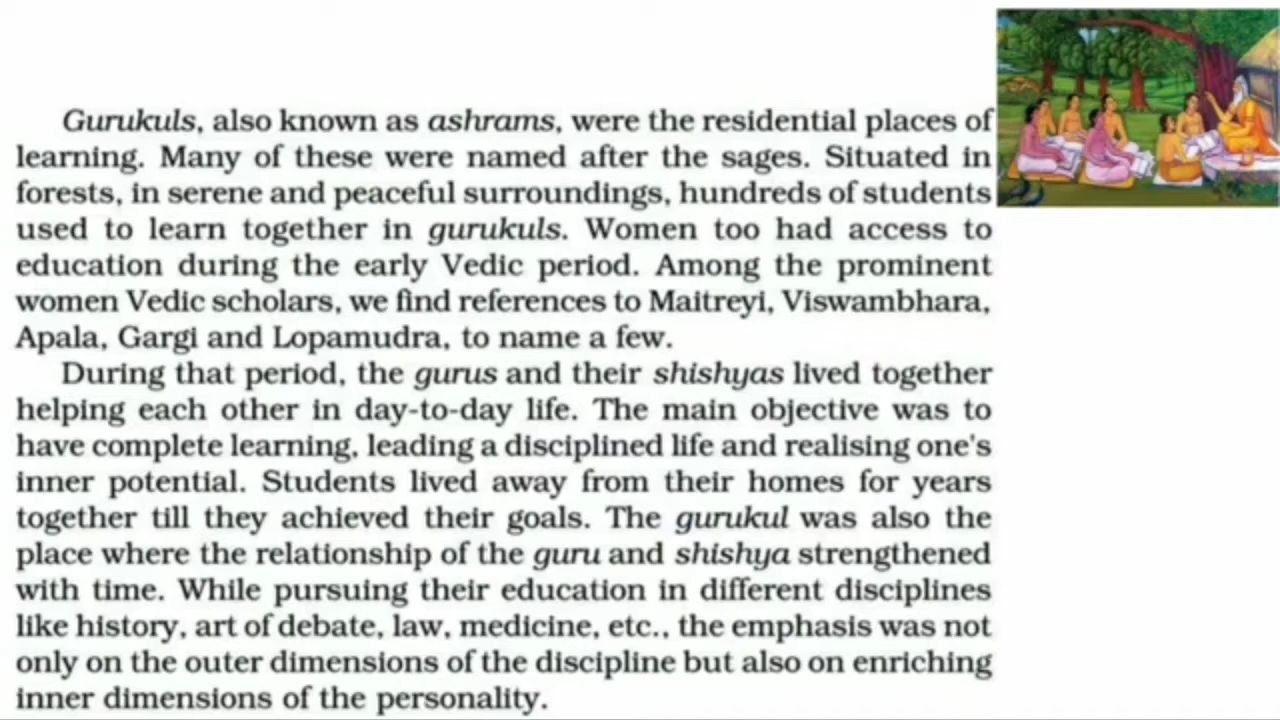 Gurukuls, also known as ashrams, were the residential places of
learning. Many of these were named after the sages. Situated in
forests, in serene and peaceful surroundings, hundreds of students
used to learn together in gurukuls. Women too had access to
education during the early Vedic period. Among the prominent
women Vedic scholars, we find references to Maitreyi, Viswambhara,
Apala, Gargi and Lopamudra, to name a few.
During that period, the gurus and their shishyas lived together
helping each other in day-to-day life. The main objective was to
have complete learning, leading a disciplined life and realising one's
inner potential. Students lived away from their homes for years
together till they achieved their goals. The gurukul was also the
place where the relationship of the guru and shishya strengthened
with time. While pursuing their education in different disciplines
like history, art of debate, law, medicine, etc., the emphasis was not
only on the outer dimensions of the discipline but also on enriching
inner dimensions of the personality.